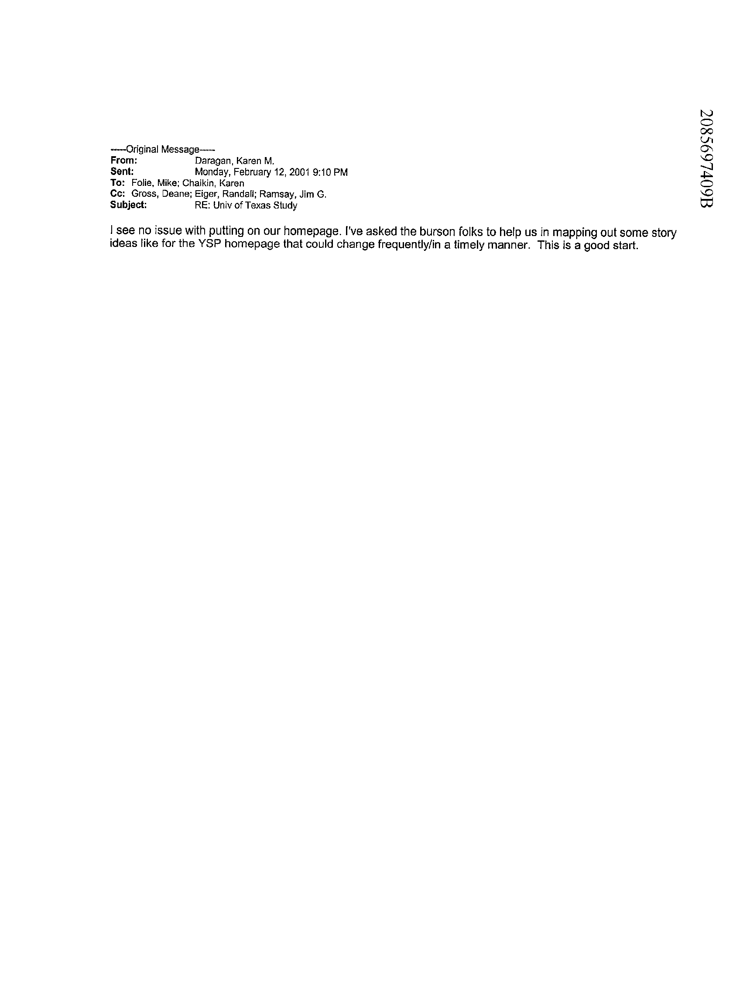 -----Original Message-----
From: Daragan, Karen M.
Sent: Monday, February 12, 2001 9:10 PM
To: Folie, Mike; Chaikin, Karen
Cc: Gross, Deane; Eiger, Randall; Ramsay, Jim G.
Subject: RE: Univ of Texas Study
I see no issue with putting on our homepage. I've asked the burson folks to help us in mapping out some story
ideas like for the YSP homepage that could change frequently/in a timely manner. This is a good start.
2085697409B